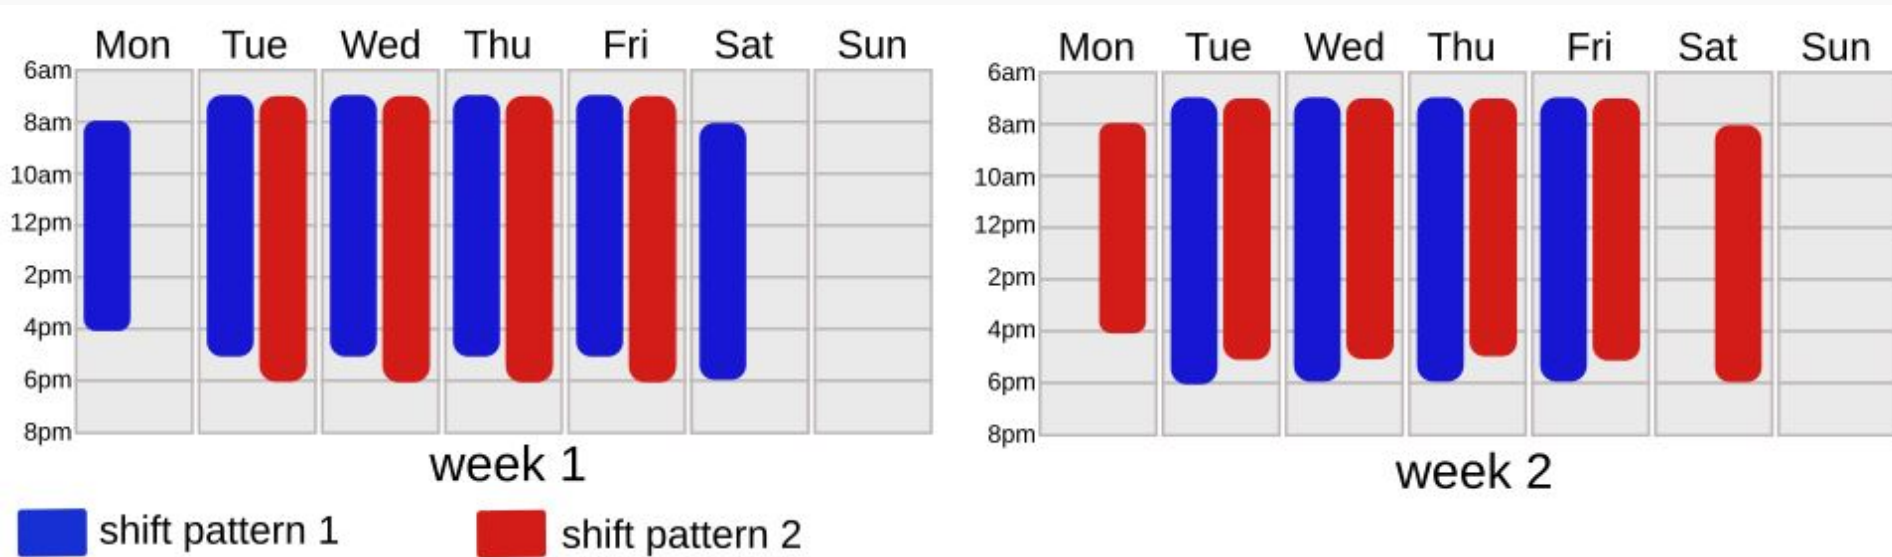 Mon Tue Wed Thu Fri Sat Sun
6am
8am
10am
12pm
2pm
4pm
6pm
8pm
week 1
Mon Tue Wed Thu Fri Sat Sun
6am
8am
10am
12pm
2pm
4pm
6pm
8pm
week 2
shift pattern 1
shift pattern 2